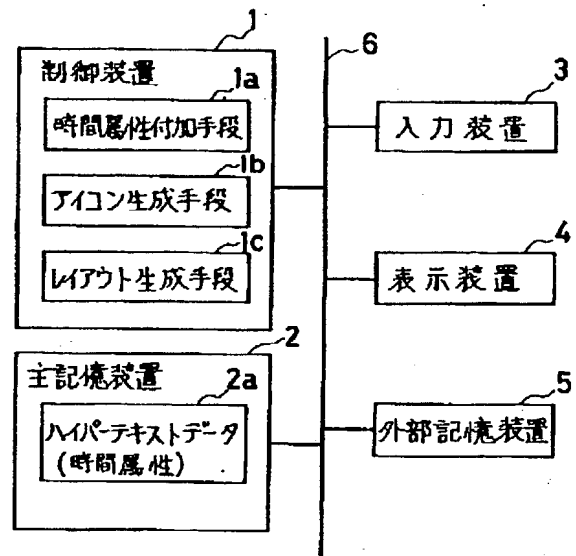 1
制御装置
1a
時間属性付加手段
1b
アイコン生成手段
1c
レイアウト生成手段
2
主記憶装置
2a
ハイパーテキストデータ
(時間属性)
6
3
入力装置
4
表示装置
5
外部記憶装置